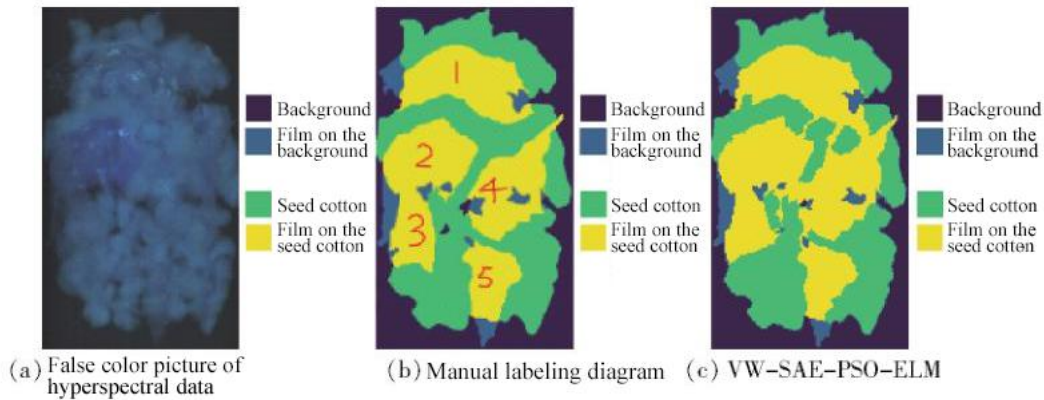 Background
Film on the
background
Seed cotton
Film on the
seed cotton
(a) False color picture of
hyperspectral data
1
2
3
4
5
Background
Film on the
background
Seed cotton
Film on the
seed cotton
(b) Manual labeling diagram
Background
Film on the
background.
Seed cotton
Film on the
seed cotton
(c) VW-SAE-PSO-ELM